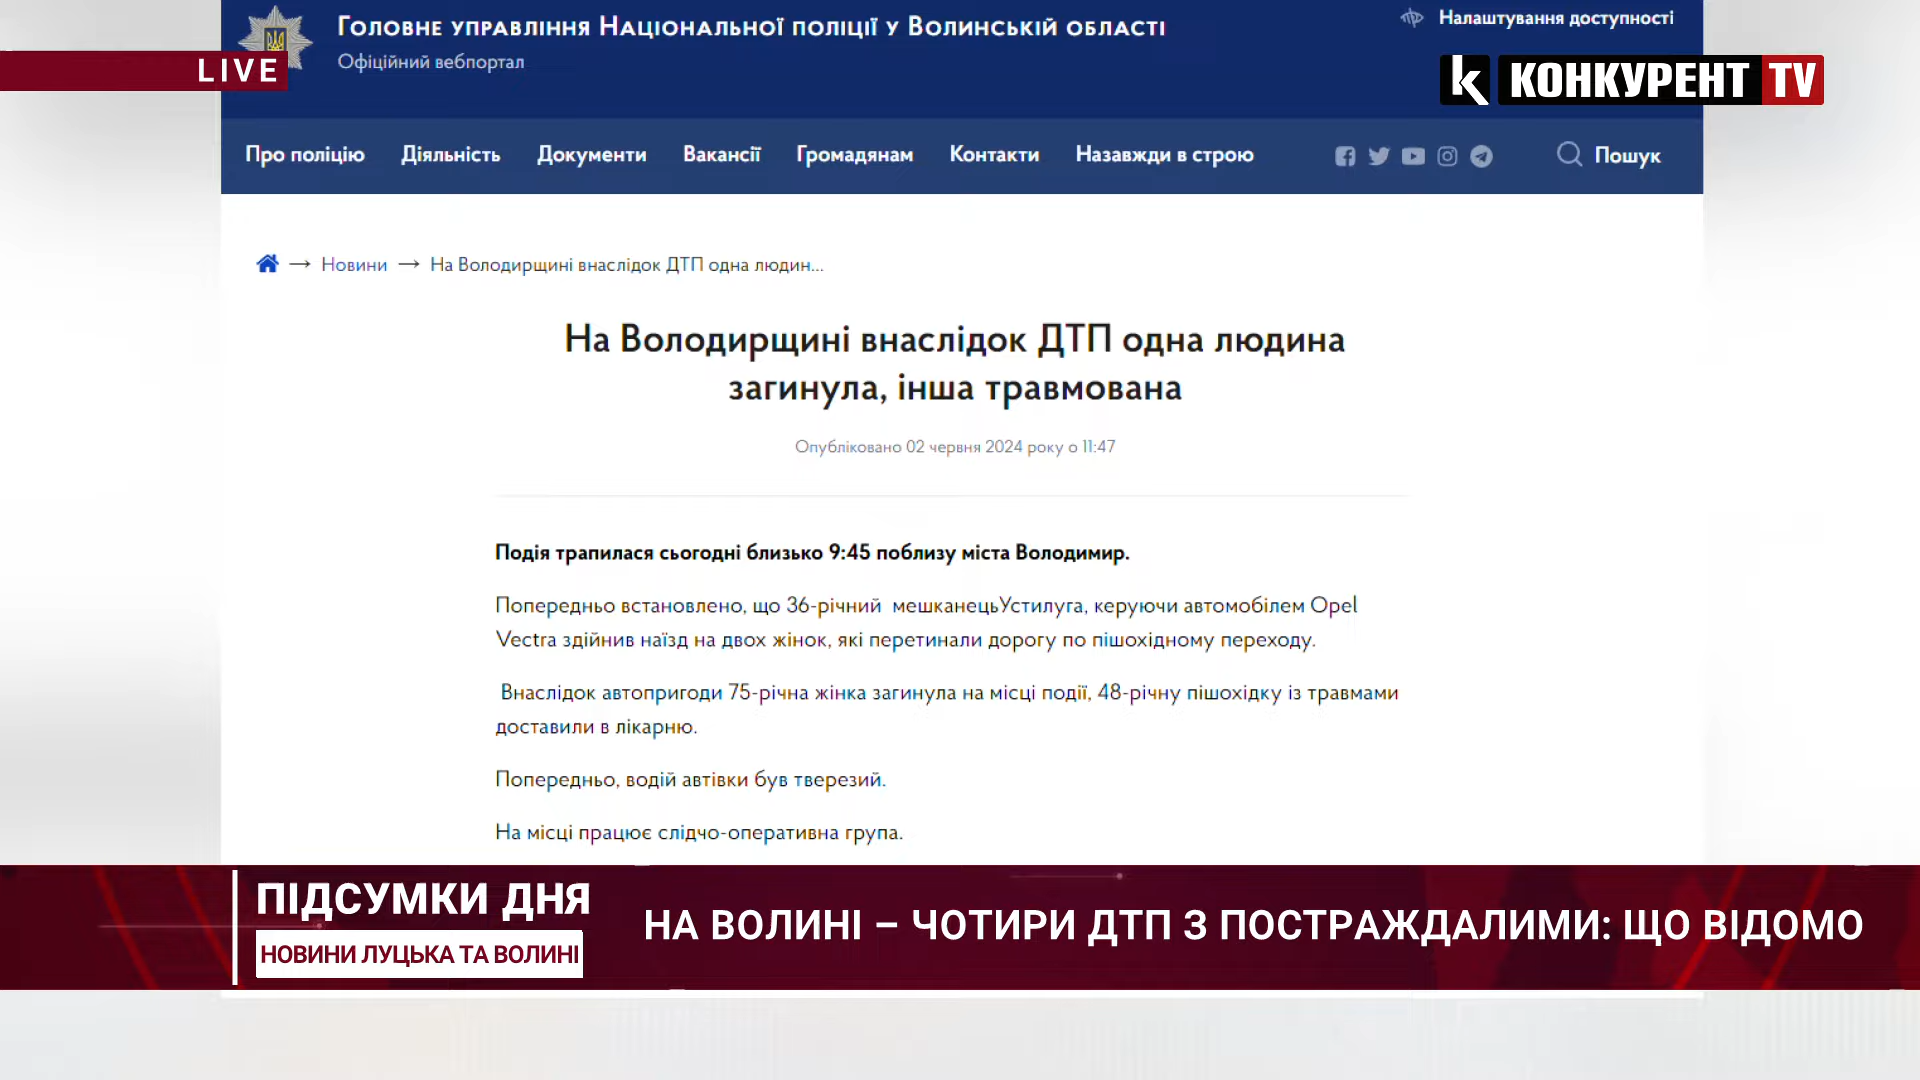 Головне управління Національної поліції у Волинській області
Офіційний вебпортал
Налаштування доступності
LIVE
k КОНКУРЕНТ TV
Про поліцію Діяльність Документи Вакансії Громадянам Контакти Назавжди в строю Пошук
→ Новини → На Володирщині внаслідок ДТП одна людин...
На Володирщині внаслідок ДТП одна людина
загинула, інша травмована
Опубліковано 02 червня 2024 року о 11:47
Подія трапилася сьогодні близько 9:45 поблизу міста Володимир.
Попередньо встановлено, що 36-річний мешканецьУстилуга, керуючи автомобілем Opel
Vectra здійнив наїзд на двох жінок, які перетинали дорогу по пішохідному переходу.
Внаслідок автопригоди 75-річна жінка загинула на місці події, 48-річну пішохідку із травмами
доставили в лікарню.
Попередньо, водій автівки був тверезий.
На місці працює слідчо-оперативна група.
ПІДСУМКИ ДНЯ
НОВИНИ ЛУЦЬКА ТА ВОЛИНІ
НА ВОЛИНІ – ЧОТИРИ ДТП З ПОСТРАЖДАЛИМИ: ЩО ВІДОМО